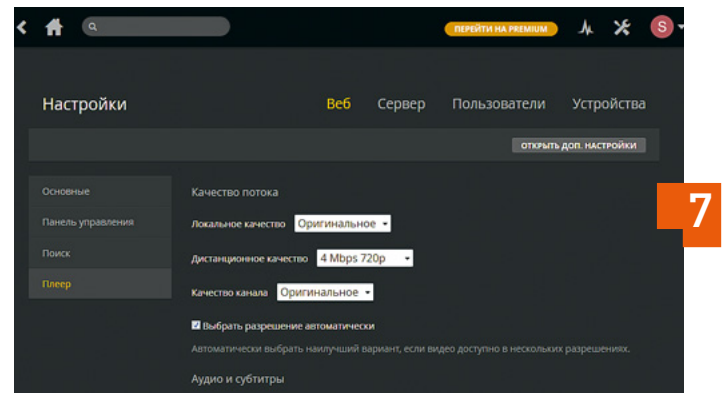 ПЕРЕЙТИ НА PREMIUM
S
Настройки
Веб Сервер Пользователи Устройства
ОТКРЫТЬ ДОП. НАСТРОЙКИ
Основные
Панель управления
Поиск
Плеер
Качество потока
Локальное качество Оригинальное
Дистанционное качество 4 Mbps 720p
Качество канала Оригинальное
Выбрать разрешение автоматически
Автоматически выбрать наилучший вариант, если видео доступно в нескольких разрешениях.
Аудио и субтитры
7